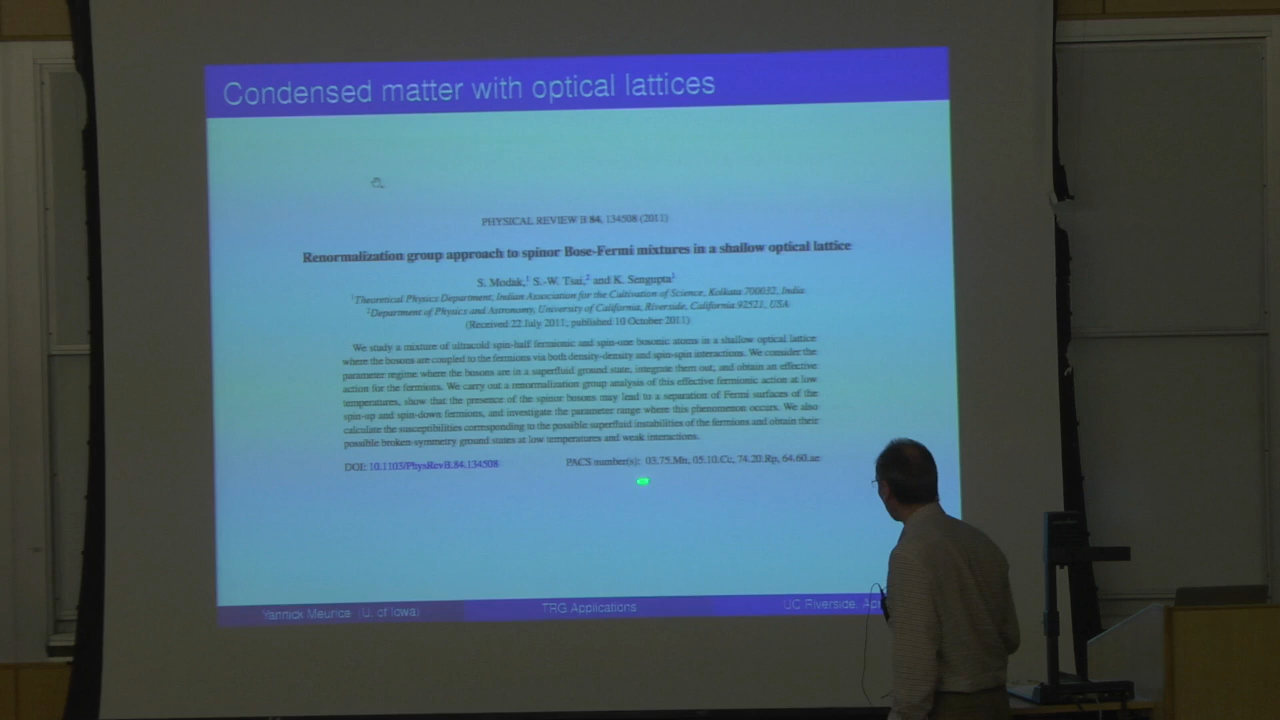 Condensed matter with optical lattices
PHYSICAL REVIEW B 84, 134508 (2011)
Renormalization group approach to spinor Bose-Fermi mixtures in a shallow optical lattice
S. Modak,1 S.-W. Tsai,2 and K. Sengupta1
1Theoretical Physics Department, Indian Association for the Cultivation of Science, Kolkata 700032, India
2Department of Physics and Astronomy, University of California, Riverside, California 92521, USA
(Received 22 July 2011; published 10 October 2011)
We study a mixture of ultracold spin-half fermionic and spin-one bosonic atoms in a shallow optical lattice
where the bosons are coupled to the fermions via both density-density and spin-spin interactions. We consider the
parameter regime where the bosons are in a superfluid ground state, integrate them out, and obtain an effective
action for the fermions. We carry out a renormalization group analysis of this effective fermionic action at low
temperatures, show that the presence of the spinor bosons may lead to a separation of Fermi surfaces of the
spin-up and spin-down fermions, and investigate the parameter range where this phenomenon occurs. We also
calculate the susceptibilities corresponding to the possible superfluid instabilities of the fermions and obtain their
possible broken-symmetry ground states at low temperatures and weak interactions.
DOI: 10.1103/PhysRevB.84.134508 PACS number(s): 03.75.Mn, 05.10.Cc, 74.20.Rp, 64.60.ae
Yannick Meurice (U. of Iowa) TRG Applications UC Riverside,